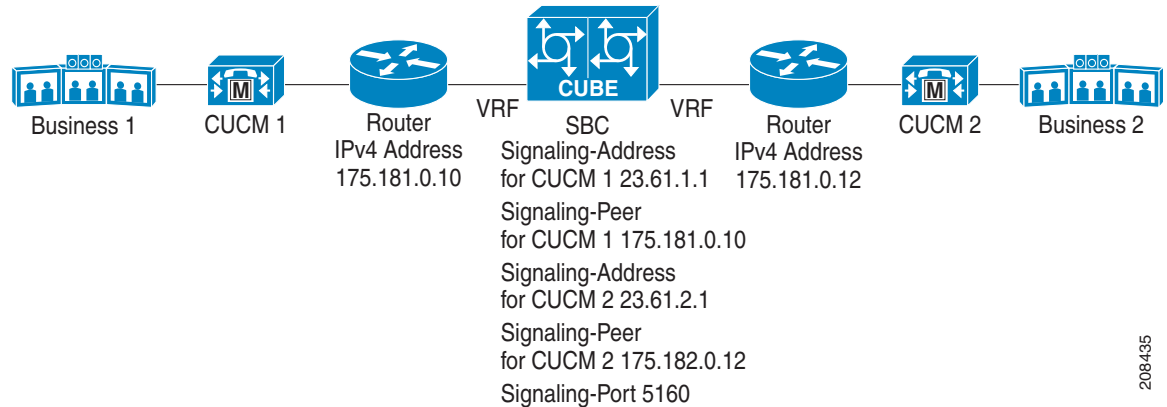 M
CUBE
M
VRF
VRF
Business 1
CUCM 1
Router
IPv4 Address
175.181.0.10
SBC
Signaling-Address
for CUCM 1 23.61.1.1
Signaling-Peer
for CUCM 1 175.181.0.10
Signaling-Address
for CUCM 2 23.61.2.1
Signaling-Peer
for CUCM 2 175.182.0.12
Signaling-Port 5160
Router
IPv4 Address
175.181.0.12
CUCM 2
Business 2
208435